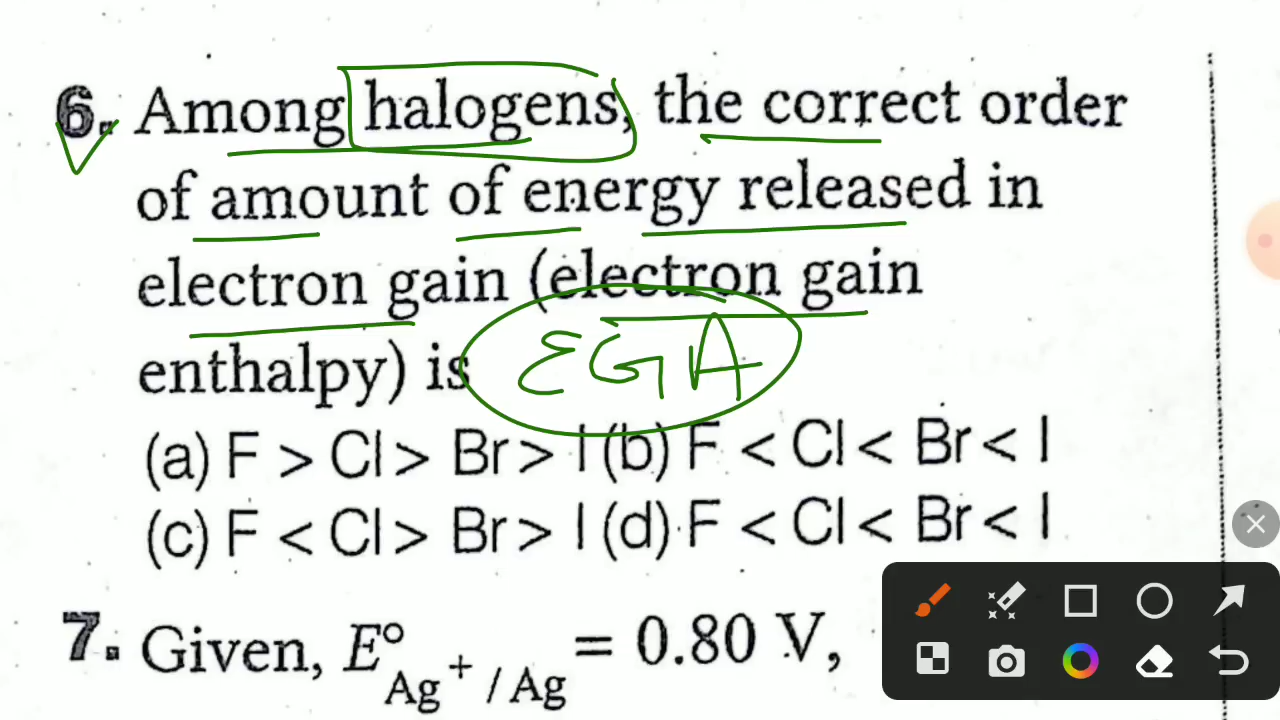 6. Among halogens, the correct order
of amount of energy released in
electron gain (electron gain
enthalpy) is EGA
(a) F > Cl > Br > I (b) F < Cl < Br < I
(c) F < Cl > Br > I (d) F < Cl < Br < I
7. Given, E°Ag⁺/Ag = 0.80 V,